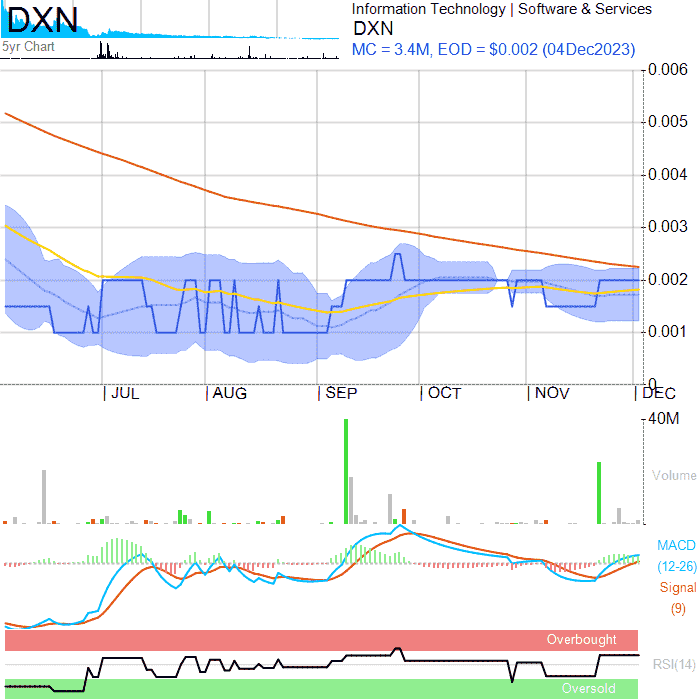 DXN
5yr Chart
Information Technology | Software & Services
DXN
MC = 3.4M, EOD = $0.002 (04Dec2023)
0.006
0.005
0.004
0.003
0.002
0.001
0
JUL AUG SEP OCT NOV DEC
40M
Volume
MACD
(12-26)
Signal
(9)
Overbought
RSI(14)
Oversold